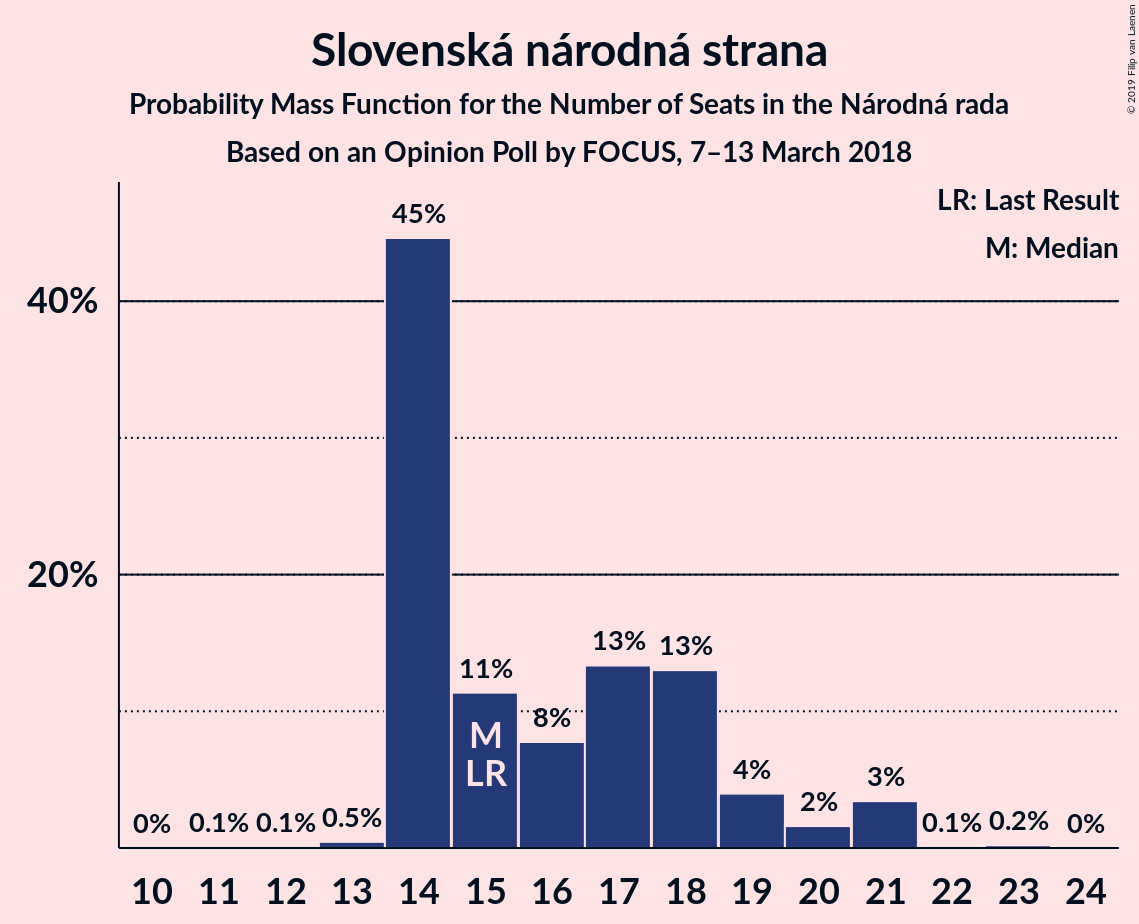 Slovenská národná strana
Probability Mass Function for the Number of Seats in the Národná rada
Based on an Opinion Poll by FOCUS, 7–13 March 2018
© 2019 Filip van Laenen
LR: Last Result
M: Median
40%
20%
0%
0.1%
0.1%
0.5%
45%
11%
8%
13%
13%
4%
2%
3%
0.1%
0.2%
0%
M
LR
10 11 12 13 14 15 16 17 18 19 20 21 22 23 24